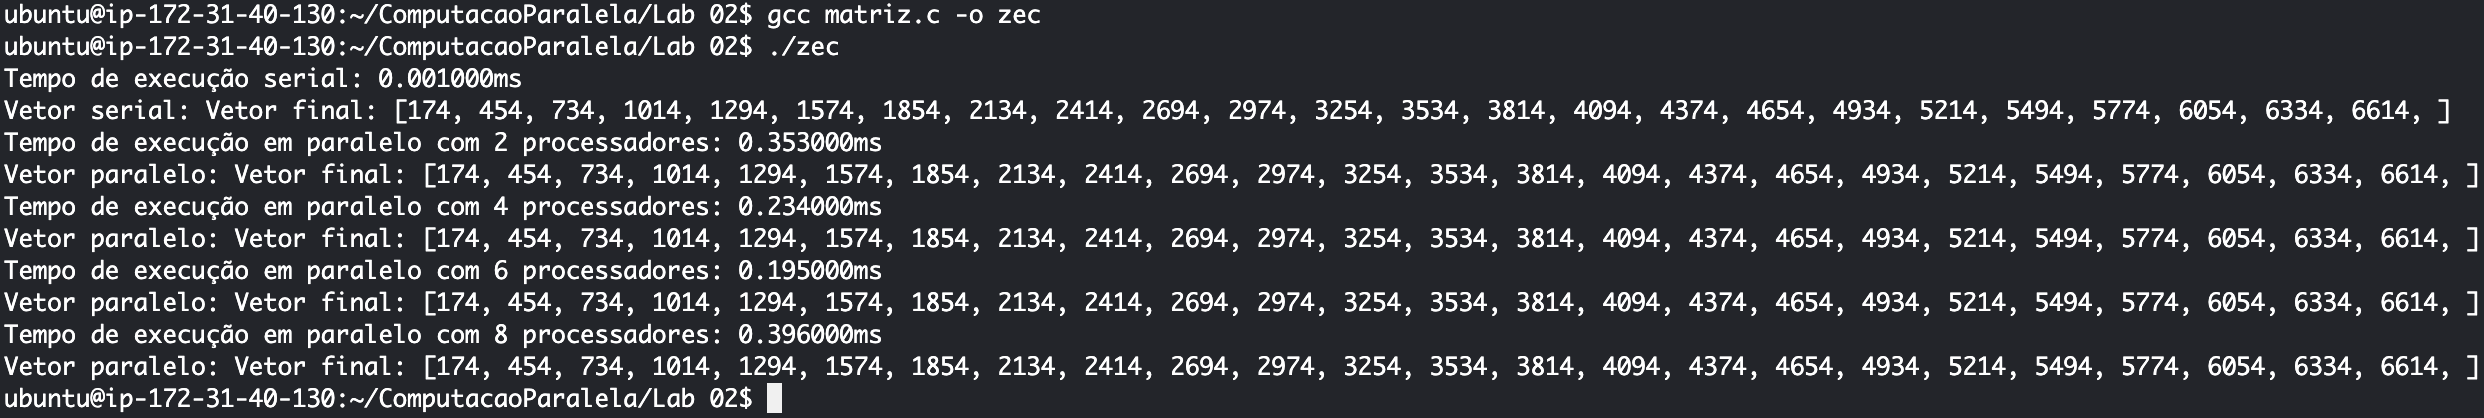 ubuntu@ip-172-31-40-130:~/ComputacaoParalela/Lab 02$ gcc matriz.c -o zec
ubuntu@ip-172-31-40-130:~/ComputacaoParalela/Lab 02$ ./zec
Tempo de execução serial: 0.001000ms
Vetor serial: Vetor final: [174, 454, 734, 1014, 1294, 1574, 1854, 2134, 2414, 2694, 2974, 3254, 3534, 3814, 4094, 4374, 4654, 4934, 5214, 5494, 5774, 6054, 6334, 6614, ]
Tempo de execução em paralelo com 2 processadores: 0.353000ms
Vetor paralelo: Vetor final: [174, 454, 734, 1014, 1294, 1574, 1854, 2134, 2414, 2694, 2974, 3254, 3534, 3814, 4094, 4374, 4654, 4934, 5214, 5494, 5774, 6054, 6334, 6614, ]
Tempo de execução em paralelo com 4 processadores: 0.234000ms
Vetor paralelo: Vetor final: [174, 454, 734, 1014, 1294, 1574, 1854, 2134, 2414, 2694, 2974, 3254, 3534, 3814, 4094, 4374, 4654, 4934, 5214, 5494, 5774, 6054, 6334, 6614, ]
Tempo de execução em paralelo com 6 processadores: 0.195000ms
Vetor paralelo: Vetor final: [174, 454, 734, 1014, 1294, 1574, 1854, 2134, 2414, 2694, 2974, 3254, 3534, 3814, 4094, 4374, 4654, 4934, 5214, 5494, 5774, 6054, 6334, 6614, ]
Tempo de execução em paralelo com 8 processadores: 0.396000ms
Vetor paralelo: Vetor final: [174, 454, 734, 1014, 1294, 1574, 1854, 2134, 2414, 2694, 2974, 3254, 3534, 3814, 4094, 4374, 4654, 4934, 5214, 5494, 5774, 6054, 6334, 6614, ]
ubuntu@ip-172-31-40-130:~/ComputacaoParalela/Lab 02$